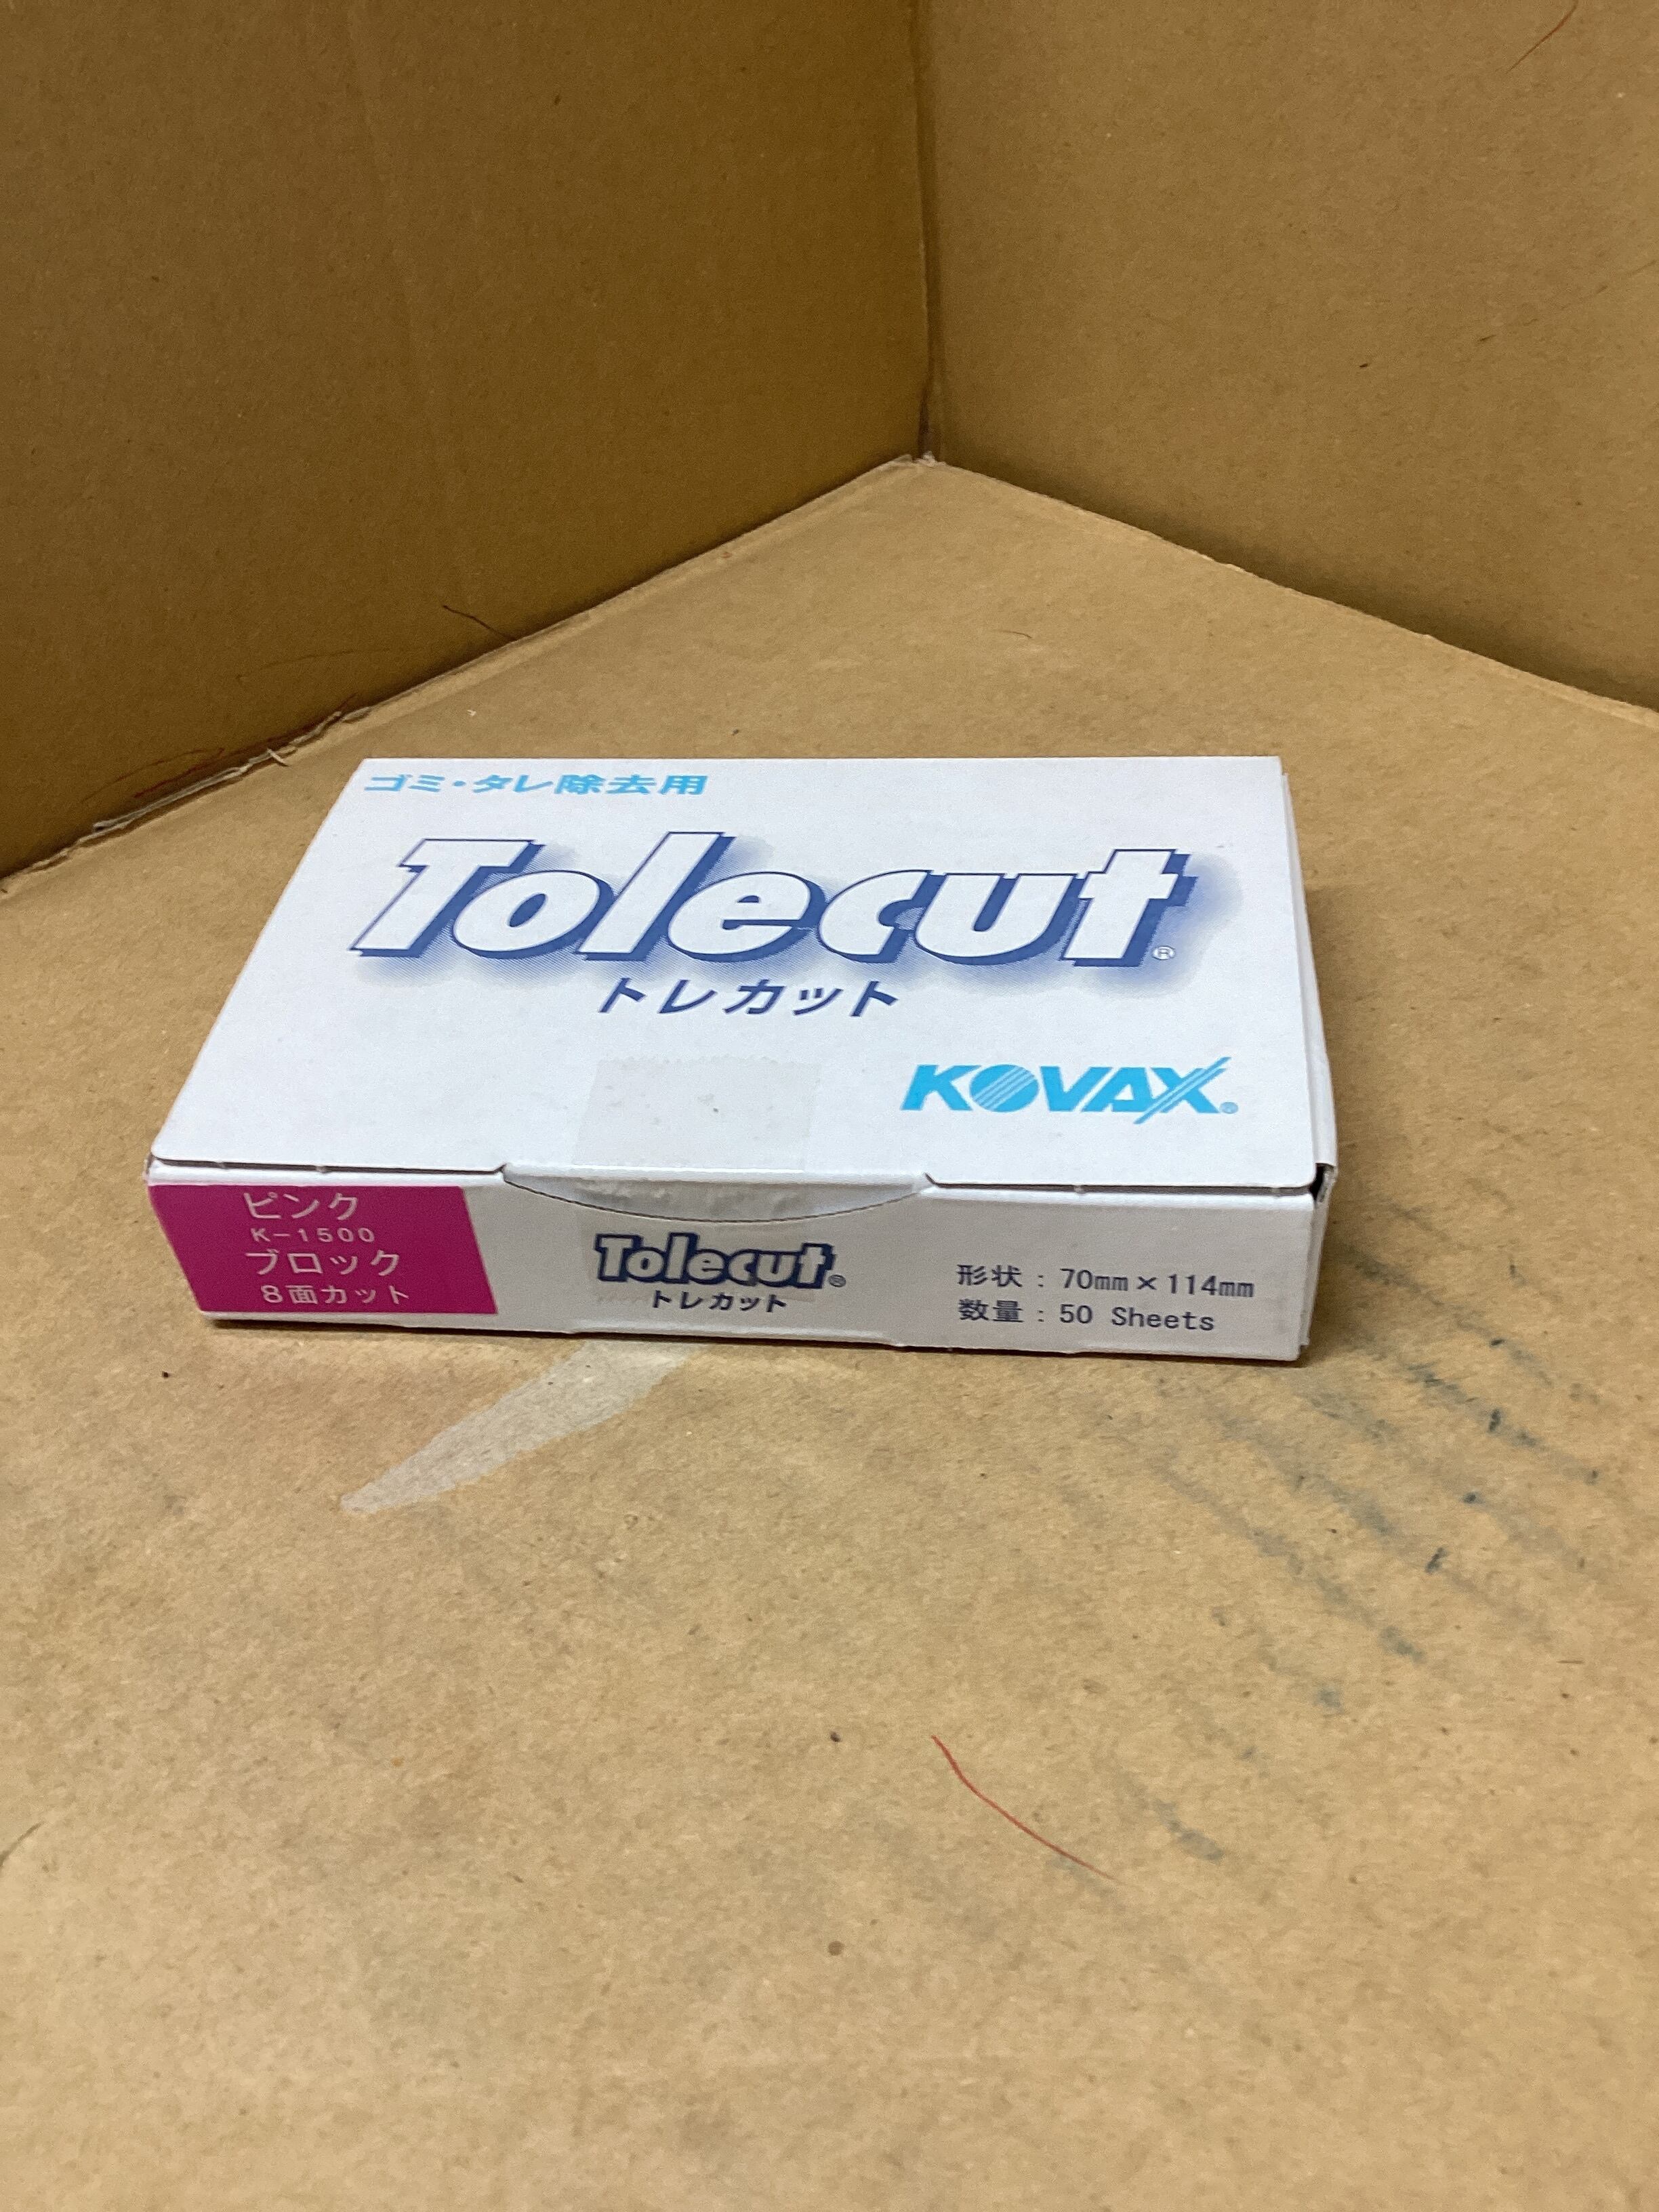 ゴミ・タレ除去用
Tolecut®
トレカット
KOVAX®
ピンク
K-1500
ブロック
8面カット
Tolecut®
トレカット
形状：70mm×114mm
数量：50 Sheets